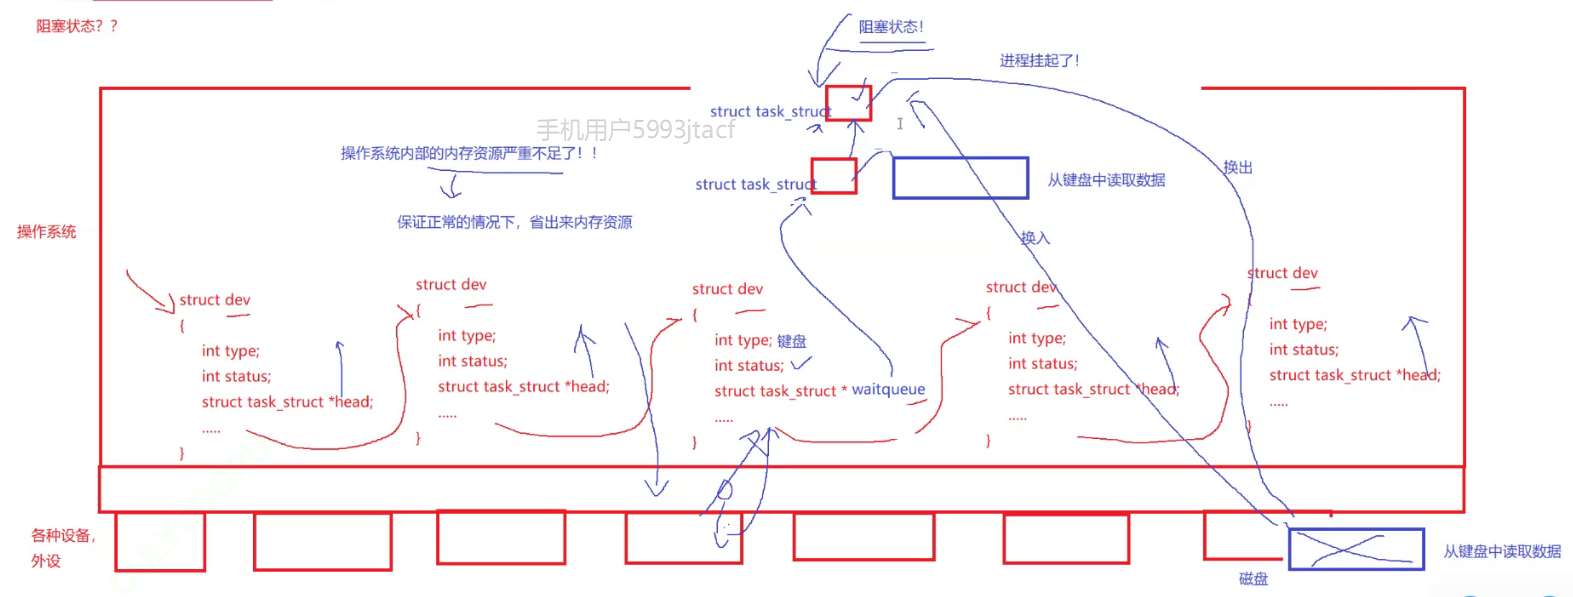 阻塞状态？？
阻塞状态！
进程挂起了！
struct task_struct
手机用户5993jtacf
操作系统内部的内存资源严重不足了！！
struct task_struct
从键盘中读取数据
换出
保证正常的情况下，省出来内存资源
操作系统
换入
struct dev
{
int type;
int status;
struct task_struct *head;
.....
}
struct dev
{
int type;
int status;
struct task_struct *head;
.....
}
struct dev
{
int type; 键盘
int status;
struct task_struct * waitqueue
.....
}
struct dev
{
int type;
int status;
struct task_struct *head;
.....
}
struct dev
{
int type;
int status;
struct task_struct *head;
.....
}
各种设备，
外设
磁盘
从键盘中读取数据